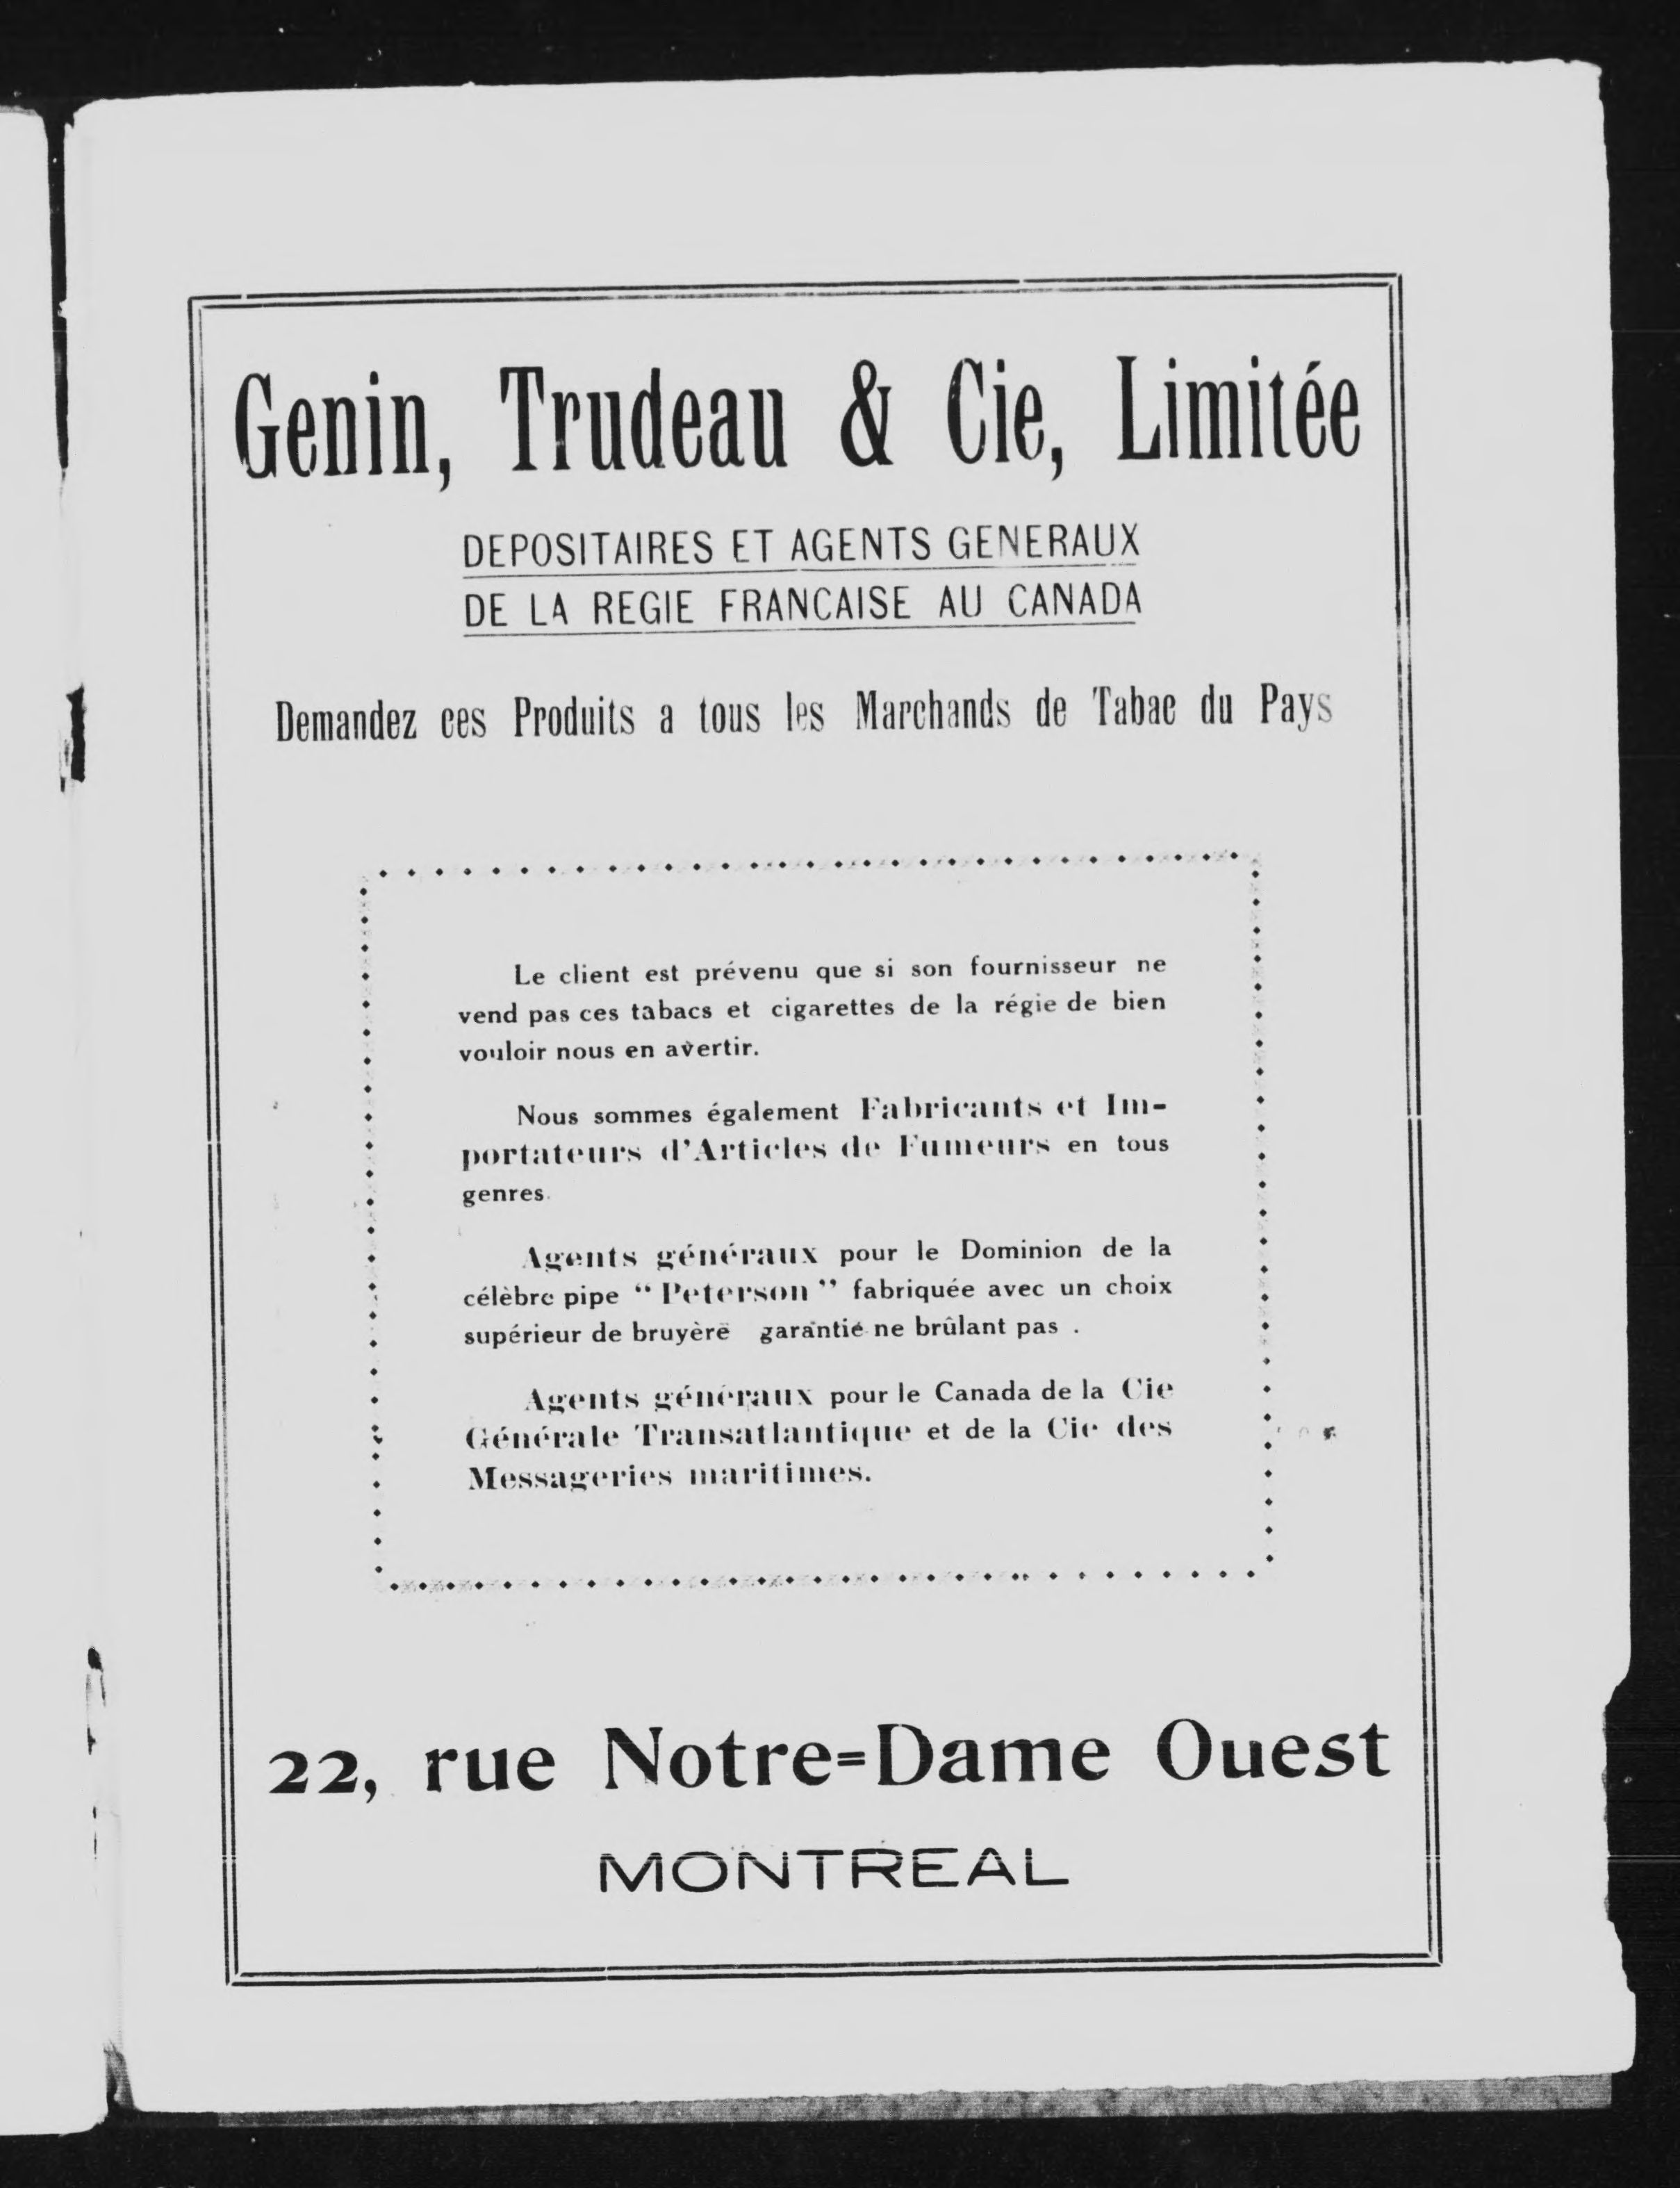 Genin, Trudeau & Cie, Limitée
DEPOSITAIRES ET AGENTS GENERAUX
DE LA REGIE FRANCAISE AU CANADA
Demandez ces Produits a tous les Marchands de Tabac du Pays
Le client est prévenu que si son fournisseur ne
vend pas ces tabacs et cigarettes de la régie de bien
vouloir nous en avertir.
Nous sommes également Fabricants et Im-
portateurs d'Articles de Fumeurs en tous
genres.
Agents généraux pour le Dominion de la
célèbre pipe “Peterson” fabriquée avec un choix
supérieur de bruyère garantie ne brûlant pas .
Agents généraux pour le Canada de la Cie
Générale Transatlantique et de la Cie des
Messageries maritimes.
22, rue Notre=Dame Ouest
MONTREAL